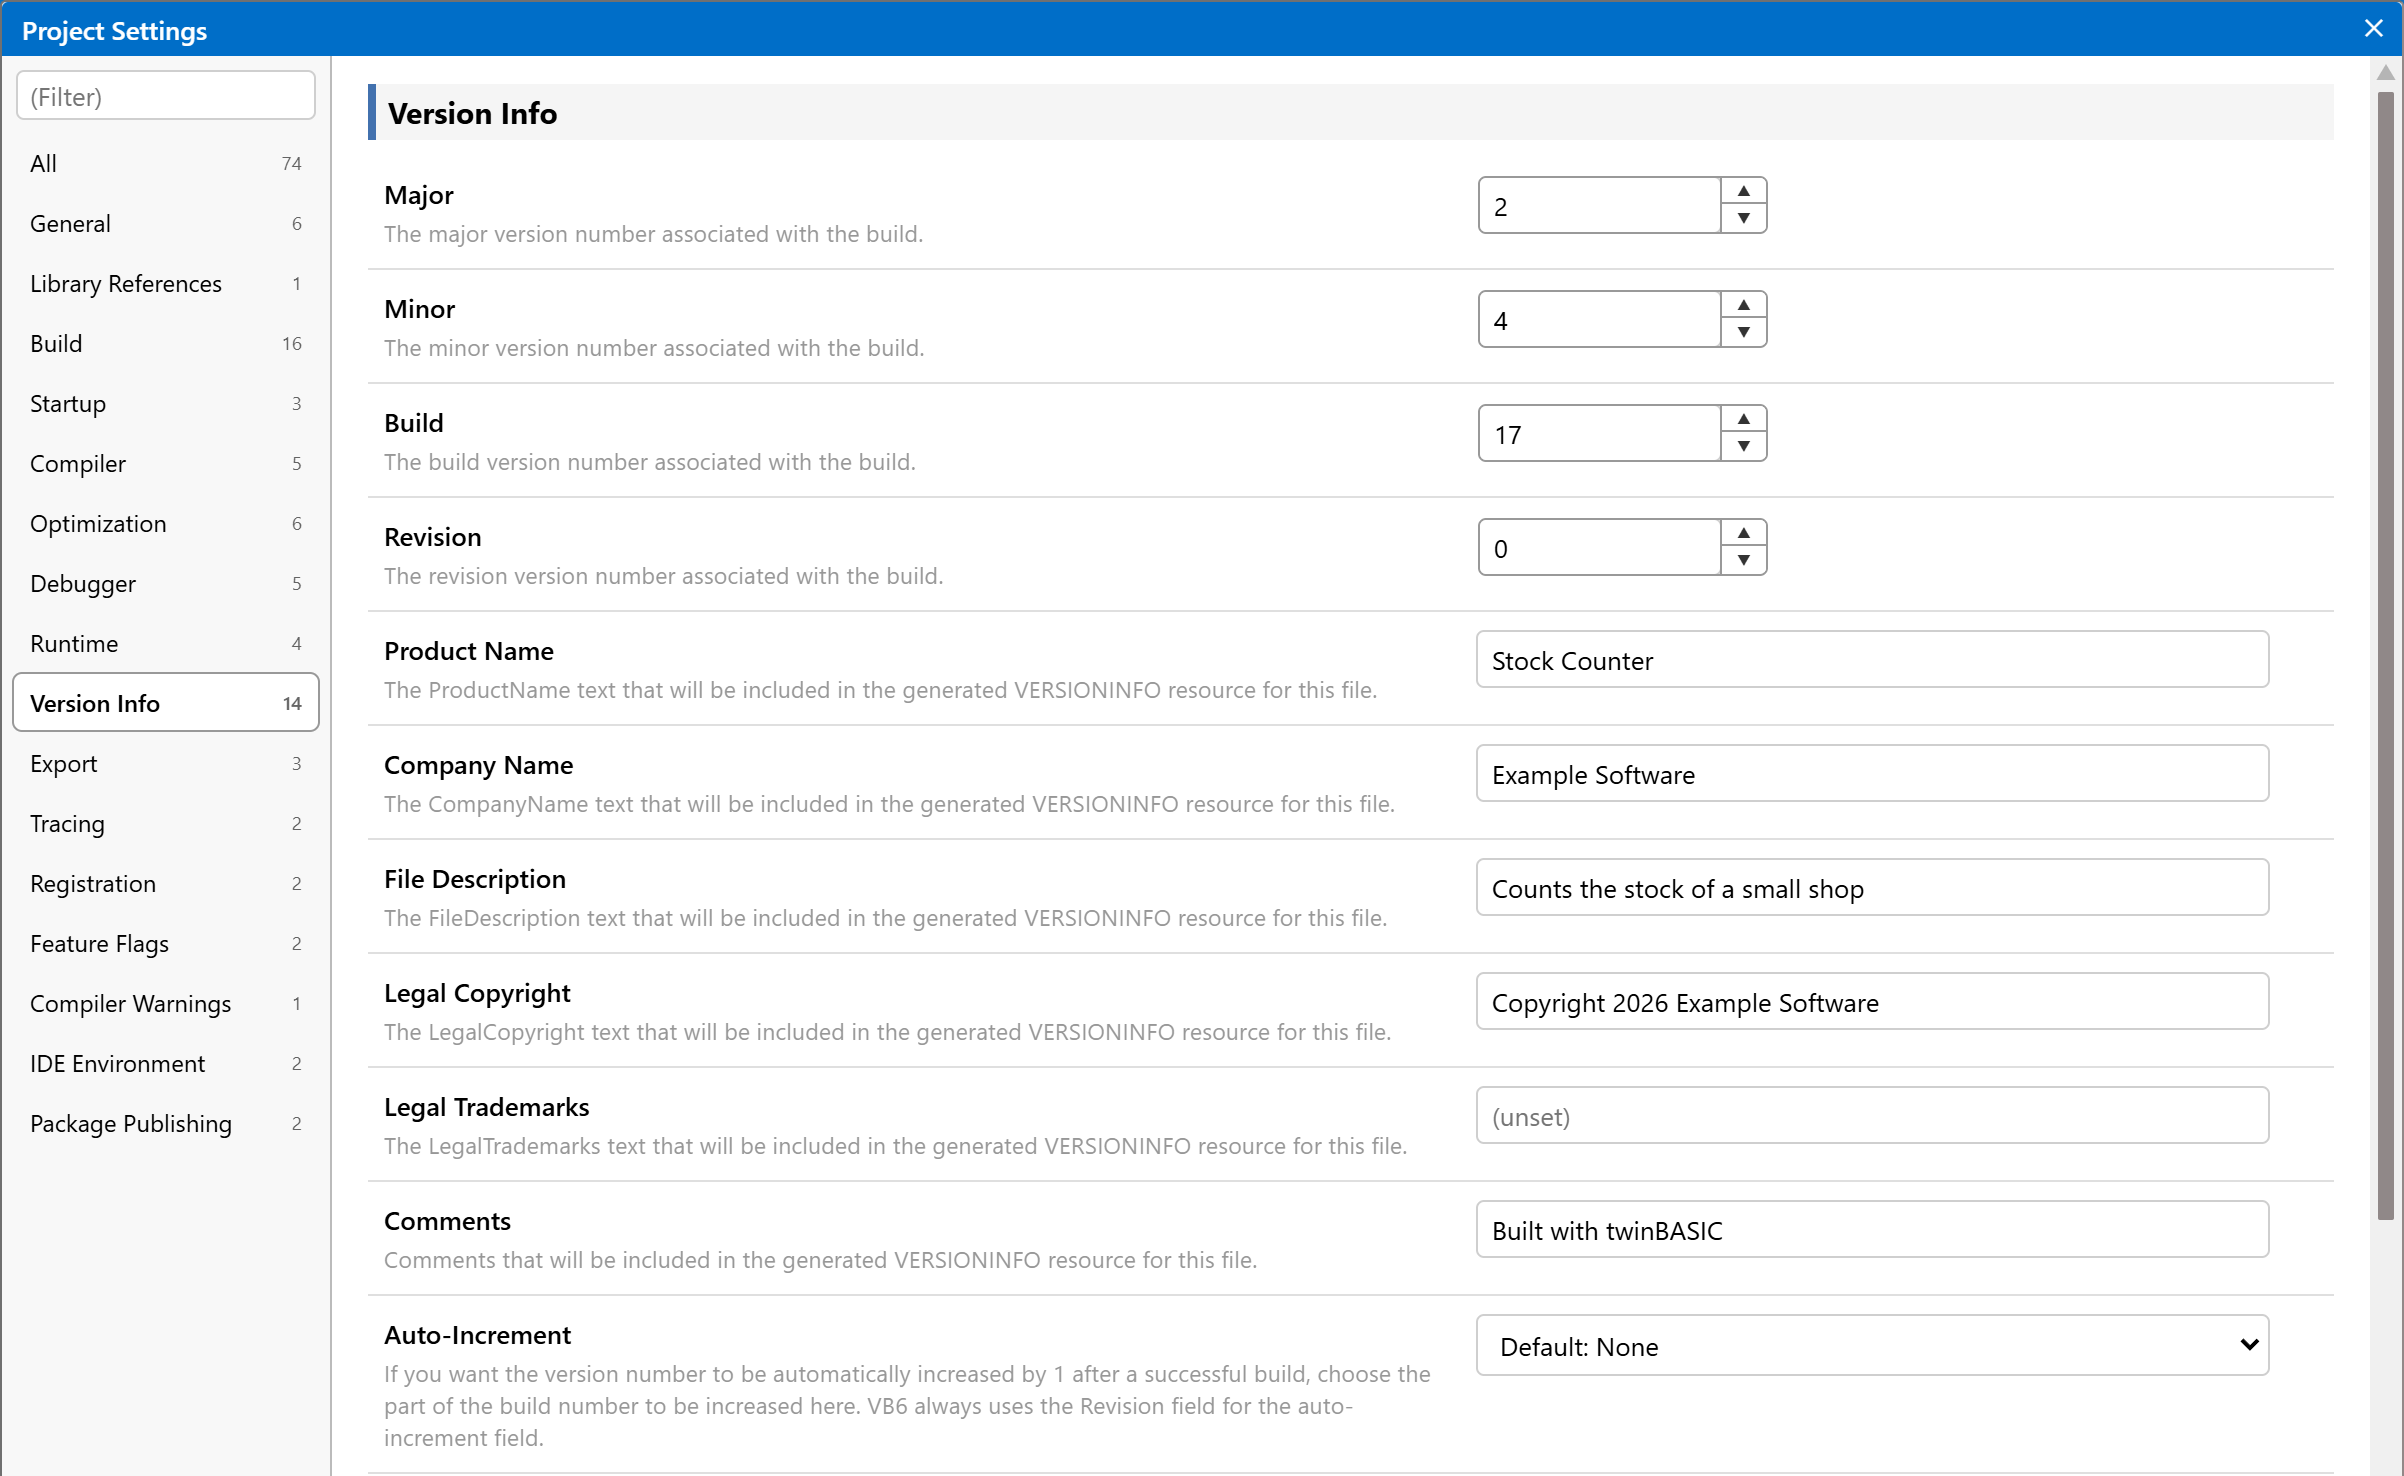 Project Settings
(Filter)
All 74
General 6
Library References 1
Build 16
Startup 3
Compiler 5
Optimization 6
Debugger 5
Runtime 4
Version Info 14
Export 3
Tracing 2
Registration 2
Feature Flags 2
Compiler Warnings 1
IDE Environment 2
Package Publishing 2
Version Info
Major
The major version number associated with the build.
2
Minor
The minor version number associated with the build.
4
Build
The build version number associated with the build.
17
Revision
The revision version number associated with the build.
0
Product Name
The ProductName text that will be included in the generated VERSIONINFO resource for this file.
Stock Counter
Company Name
The CompanyName text that will be included in the generated VERSIONINFO resource for this file.
Example Software
File Description
The FileDescription text that will be included in the generated VERSIONINFO resource for this file.
Counts the stock of a small shop
Legal Copyright
The LegalCopyright text that will be included in the generated VERSIONINFO resource for this file.
Copyright 2026 Example Software
Legal Trademarks
The LegalTrademarks text that will be included in the generated VERSIONINFO resource for this file.
(unset)
Comments
Comments that will be included in the generated VERSIONINFO resource for this file.
Built with twinBASIC
Auto-Increment
If you want the version number to be automatically increased by 1 after a successful build, choose the
part of the build number to be increased here. VB6 always uses the Revision field for the auto-
increment field.
Default: None